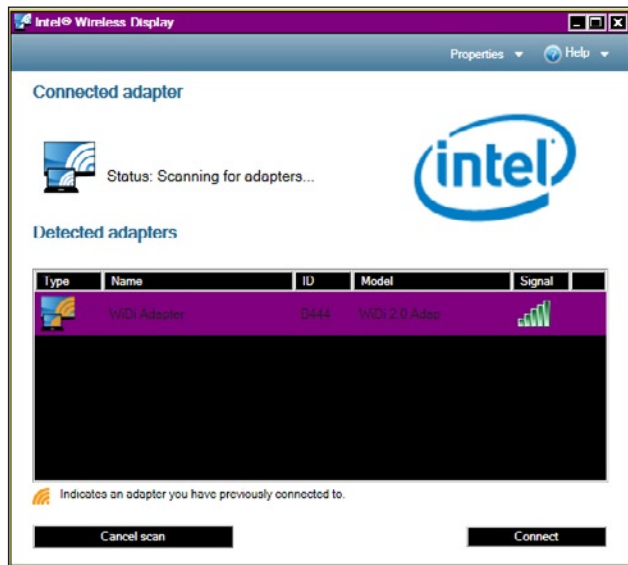 Intel® Wireless Display
Properties Help
Connected adapter
intel
Status: Scanning for adapters...
Detected adapters
Type Name ID Model Signal
WiDi Adapter B444 WiDi 2.0 Adap
Indicates an adapter you have previously connected to.
Cancel scan Connect